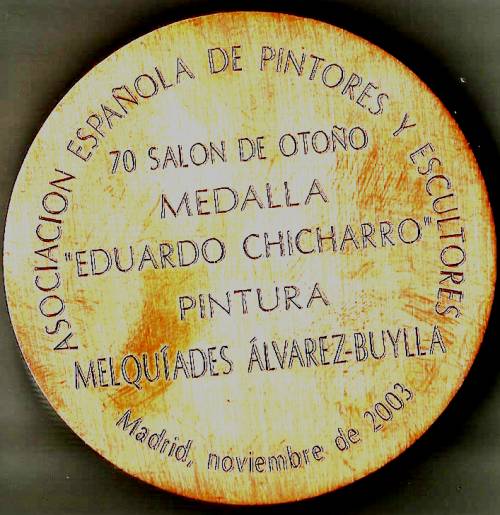 ASOCIACION ESPAÑOLA DE PINTORES Y ESCULTORES
70 SALON DE OTOÑO
MEDALLA
"EDUARDO CHICHARRO"
PINTURA
MELQUÍADES ÁLVAREZ-BUYLLA
Madrid, noviembre de 2003